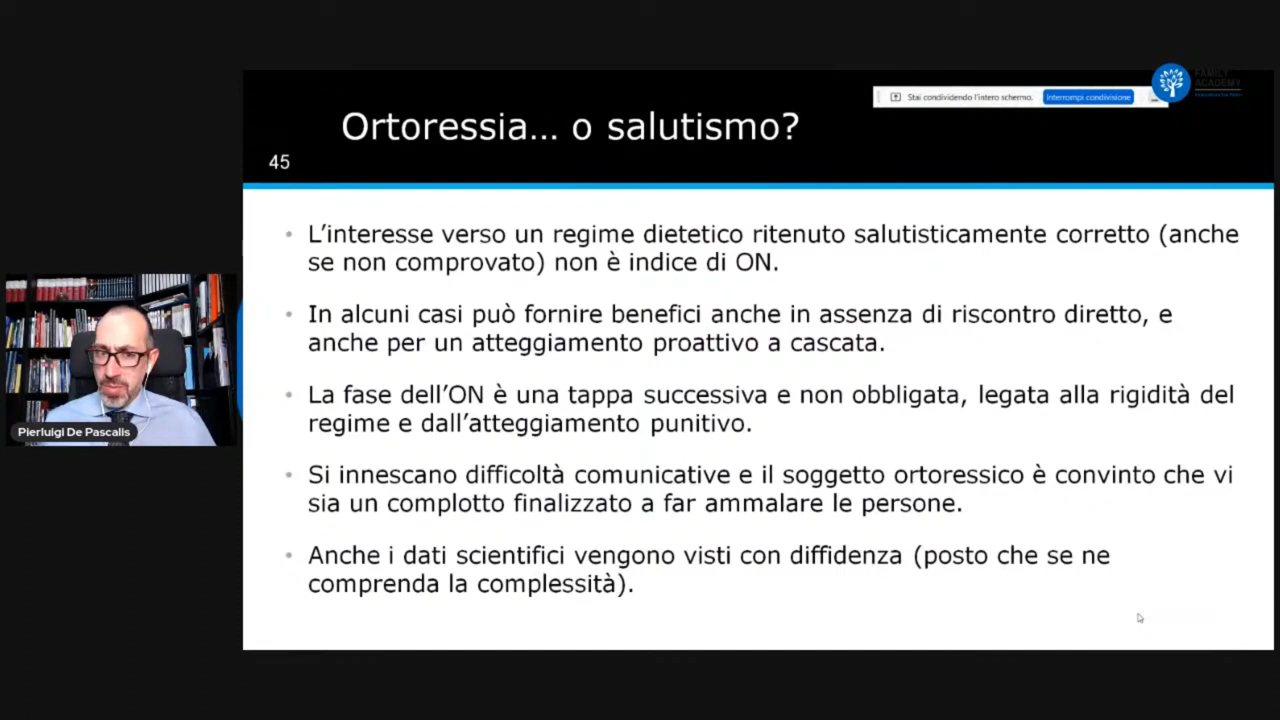 FAMILY
ACADEMY
Stai condividendo l'intero schermo. Interrompi condivisione
Ortoressia... o salutismo?
45
L'interesse verso un regime dietetico ritenuto salutisticamente corretto (anche
se non comprovato) non è indice di ON.
In alcuni casi può fornire benefici anche in assenza di riscontro diretto, e
anche per un atteggiamento proattivo a cascata.
La fase dell'ON è una tappa successiva e non obbligata, legata alla rigidità del
regime e dall'atteggiamento punitivo.
Si innescano difficoltà comunicative e il soggetto ortoressico è convinto che vi
sia un complotto finalizzato a far ammalare le persone.
Anche i dati scientifici vengono visti con diffidenza (posto che se ne
comprenda la complessità).
Pierluigi De Pascalis